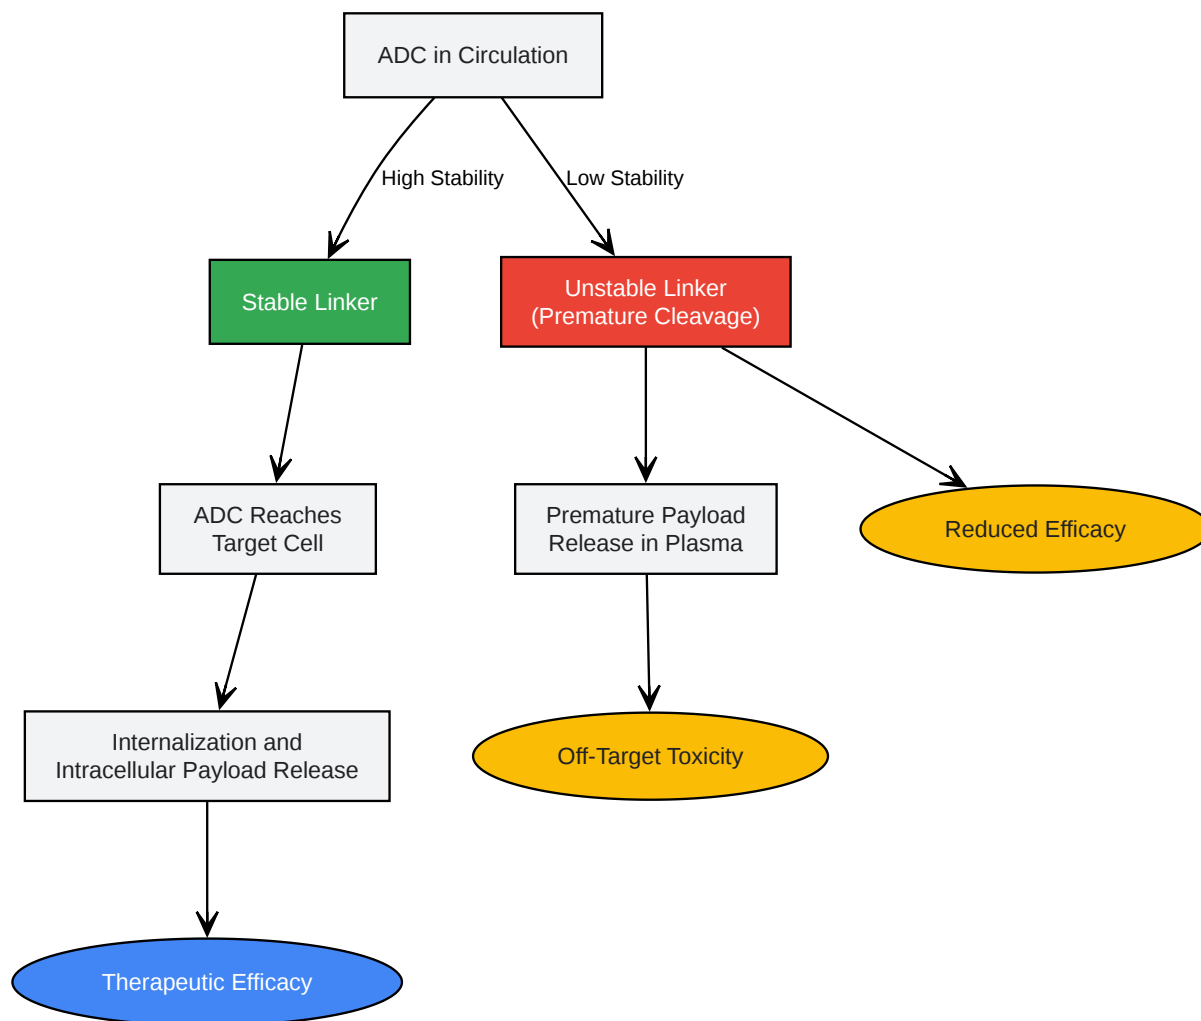 ADC in Circulation
High Stability
Low Stability
Stable Linker
Unstable Linker
(Premature Cleavage)
ADC Reaches
Target Cell
Premature Payload
Release in Plasma
Reduced Efficacy
Internalization and
Intracellular Payload Release
Off-Target Toxicity
Therapeutic Efficacy